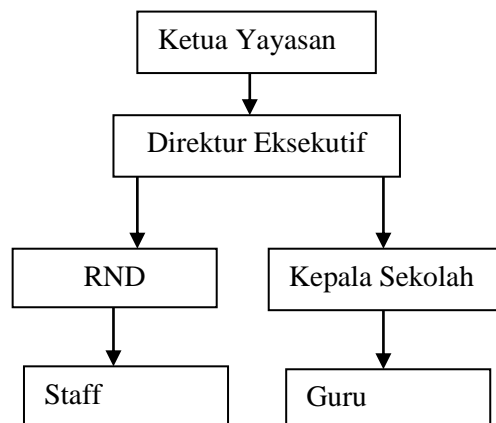 Ketua Yayasan
Direktur Eksekutif
RND
Kepala Sekolah
Staff
Guru